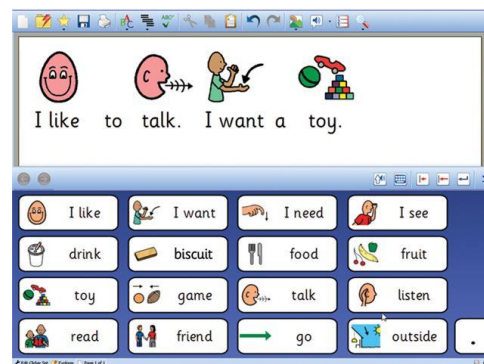 I like to talk. I want a toy.
I like I want I need I see
drink biscuit food fruit
toy game talk listen
read friend go outside .